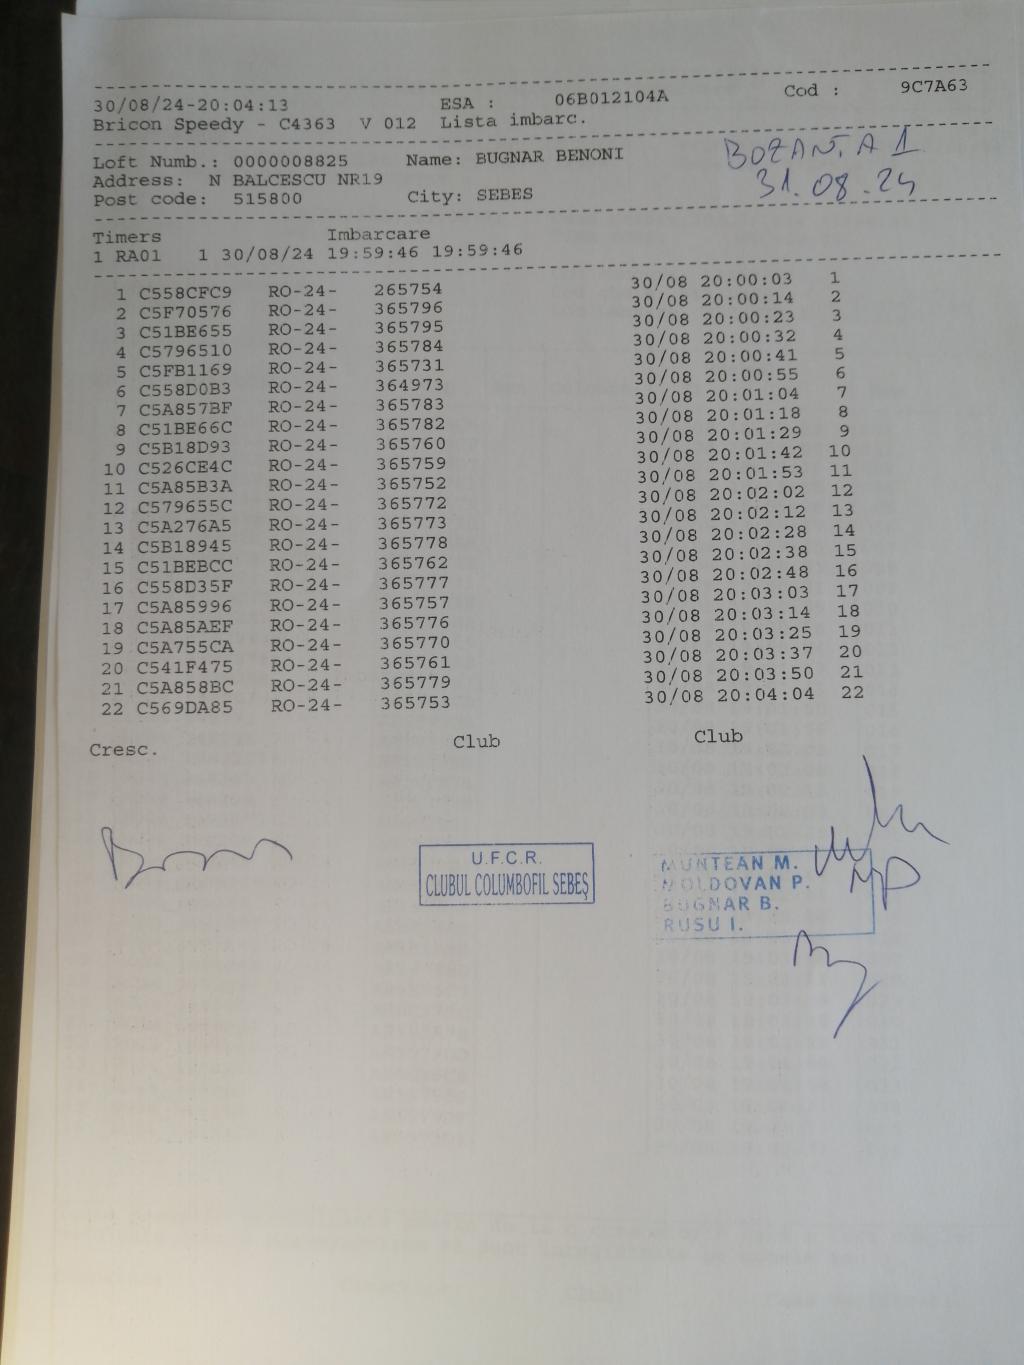 30/08/24-20:04:13 ESA : 06B012104A Cod : 9C7A63
Bricon Speedy - C4363 V 012 Lista imbarc.
Loft Numb.: 0000008825 Name: BUGNAR BENONI
Address: N BALCESCU NR19
Post code: 515800 City: SEBES
BOZANTA 1
31.08.24
Timers Imbarcare
1 RA01 1 30/08/24 19:59:46 19:59:46
1 C558CFC9 RO-24- 265754 30/08 20:00:03 1
2 C5F70576 RO-24- 365796 30/08 20:00:14 2
3 C51BE655 RO-24- 365795 30/08 20:00:23 3
4 C5796510 RO-24- 365784 30/08 20:00:32 4
5 C5FB1169 RO-24- 365731 30/08 20:00:41 5
6 C558D0B3 RO-24- 364973 30/08 20:00:55 6
7 C5A857BF RO-24- 365783 30/08 20:01:04 7
8 C51BE66C RO-24- 365782 30/08 20:01:18 8
9 C5B18D93 RO-24- 365760 30/08 20:01:29 9
10 C526CE4C RO-24- 365759 30/08 20:01:42 10
11 C5A85B3A RO-24- 365752 30/08 20:01:53 11
12 C579655C RO-24- 365772 30/08 20:02:02 12
13 C5A276A5 RO-24- 365773 30/08 20:02:12 13
14 C5B18945 RO-24- 365778 30/08 20:02:28 14
15 C51BEBCC RO-24- 365762 30/08 20:02:38 15
16 C558D35F RO-24- 365777 30/08 20:02:48 16
17 C5A85996 RO-24- 365757 30/08 20:03:03 17
18 C5A85AEF RO-24- 365776 30/08 20:03:14 18
19 C5A755CA RO-24- 365770 30/08 20:03:25 19
20 C541F475 RO-24- 365761 30/08 20:03:37 20
21 C5A858BC RO-24- 365779 30/08 20:03:50 21
22 C569DA85 RO-24- 365753 30/08 20:04:04 22
Cresc. Club Club
U.F.C.R.
CLUBUL COLUMBOFIL SEBEŞ
MUNTEAN M.
MOLDOVAN P.
BUGNAR B.
RUSU I.